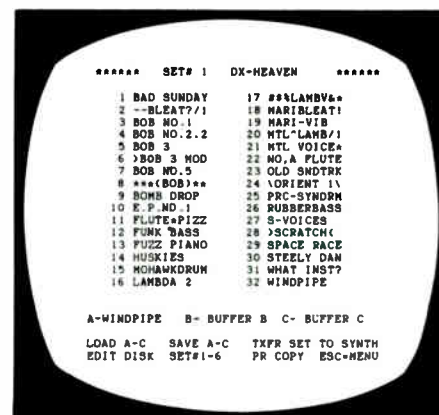 ****** SET# 1 DX-HEAVEN ******
1 BAD SUNDAY 17 ##%LAMBV&*
2 --BLEAT?/1 18 MARIBLEAT!
3 BOB NO.1 19 MARI-VIB
4 BOB NO.2.2 20 MTL^LAMB/1
5 BOB 3 21 MTL VOICE*
6 >BOB 3 MOD 22 NO,A FLUTE
7 BOB NO.5 23 OLD SNDTRK
8 ***(BOB)** 24 \ORIENT 1\
9 BOMB DROP 25 PRC-SYNDRM
10 E.P.NO.1 26 RUBBERBASS
11 FLUTE*PIZZ 27 S-VOICES
12 FUNK BASS 28 >SCRATCH<
13 FUZZ PIANO 29 SPACE RACE
14 HUSKIES 30 STEELY DAN
15 MOHAWKDRUM 31 WHAT INST?
16 LAMBDA 2 32 WINDPIPE
A-WINDPIPE B- BUFFER B C- BUFFER C
LOAD A-C SAVE A-C TXFR SET TO SYNTH
EDIT DISK SET#1-6 PR COPY ESC=MENU